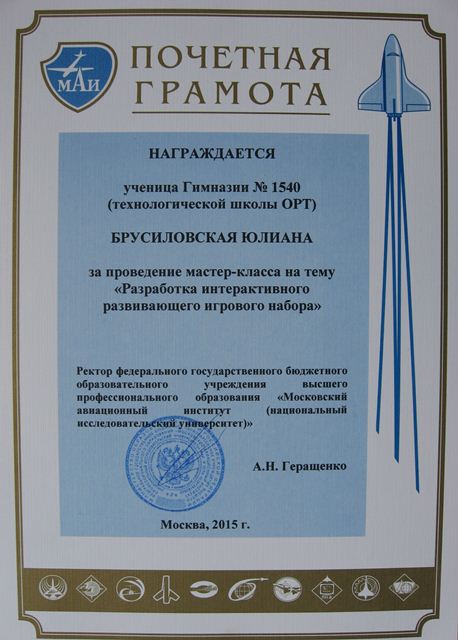 МАИ
ПОЧЕТНАЯ
ГРАМОТА
НАГРАЖДАЕТСЯ
ученица Гимназии № 1540
(технологической школы ОРТ)
БРУСИЛОВСКАЯ ЮЛИАНА
за проведение мастер-класса на тему
«Разработка интерактивного
развивающего игрового набора»
Ректор федерального государственного бюджетного
образовательного учреждения высшего
профессионального образования «Московский
авиационный институт (национальный
исследовательский университет)»
А.Н. Геращенко
Москва, 2015 г.